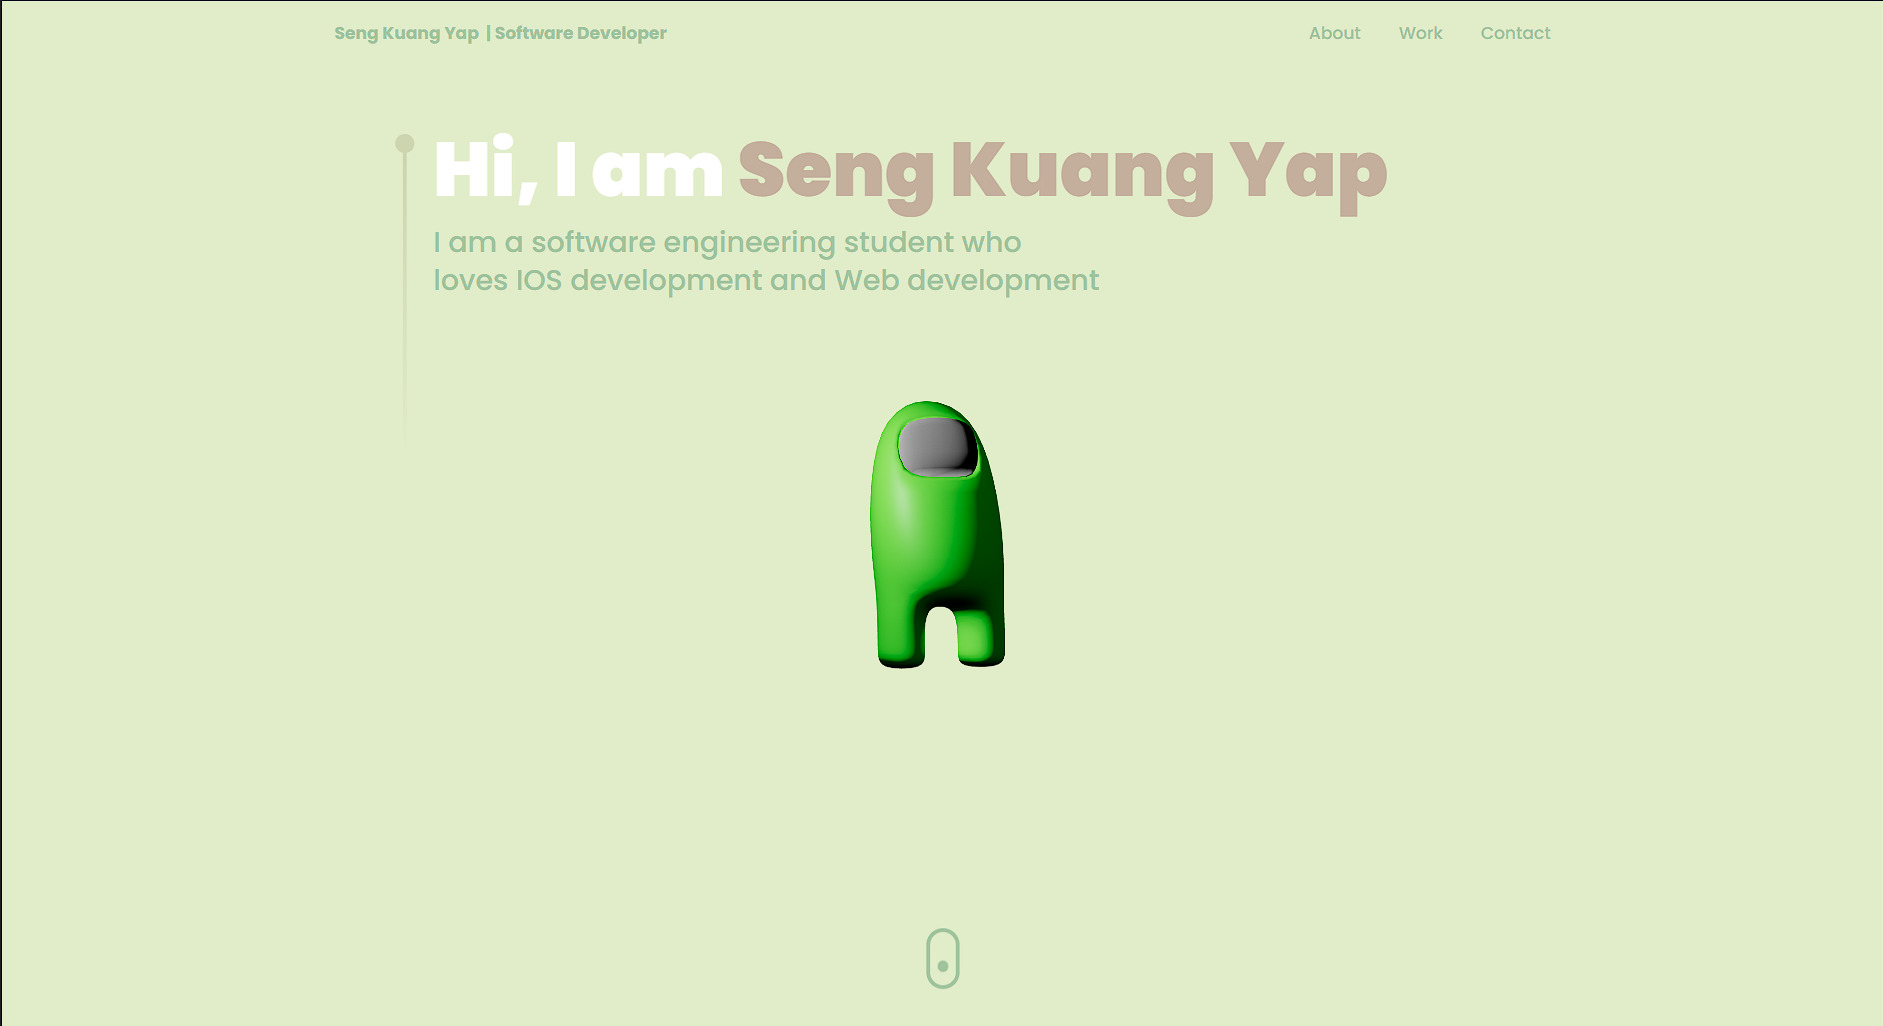 Seng Kuang Yap | Software Developer
About Work Contact
Hi, I am Seng Kuang Yap
I am a software engineering student who
loves IOS development and Web development